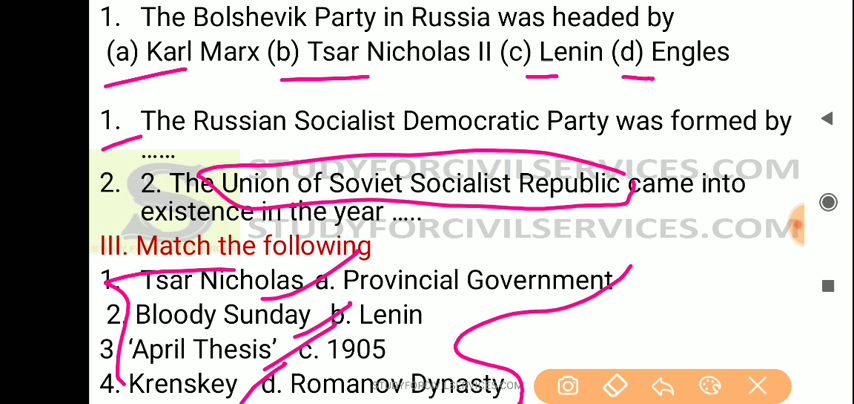 1. The Bolshevik Party in Russia was headed by
(a) Karl Marx (b) Tsar Nicholas II (c) Lenin (d) Engles
1. The Russian Socialist Democratic Party was formed by
......
2. 2. The Union of Soviet Socialist Republic came into
existence in the year .....
STUDYFORCIVILSERVICES.COM
STUDYFORCIVILSERVICES.COM
III. Match the following
1. Tsar Nicholas a. Provincial Government
2. Bloody Sunday b. Lenin
3. ‘April Thesis’ c. 1905
4. Krenskey d. Romanov Dynasty
STUDYFORCIVILSERVICES.COM